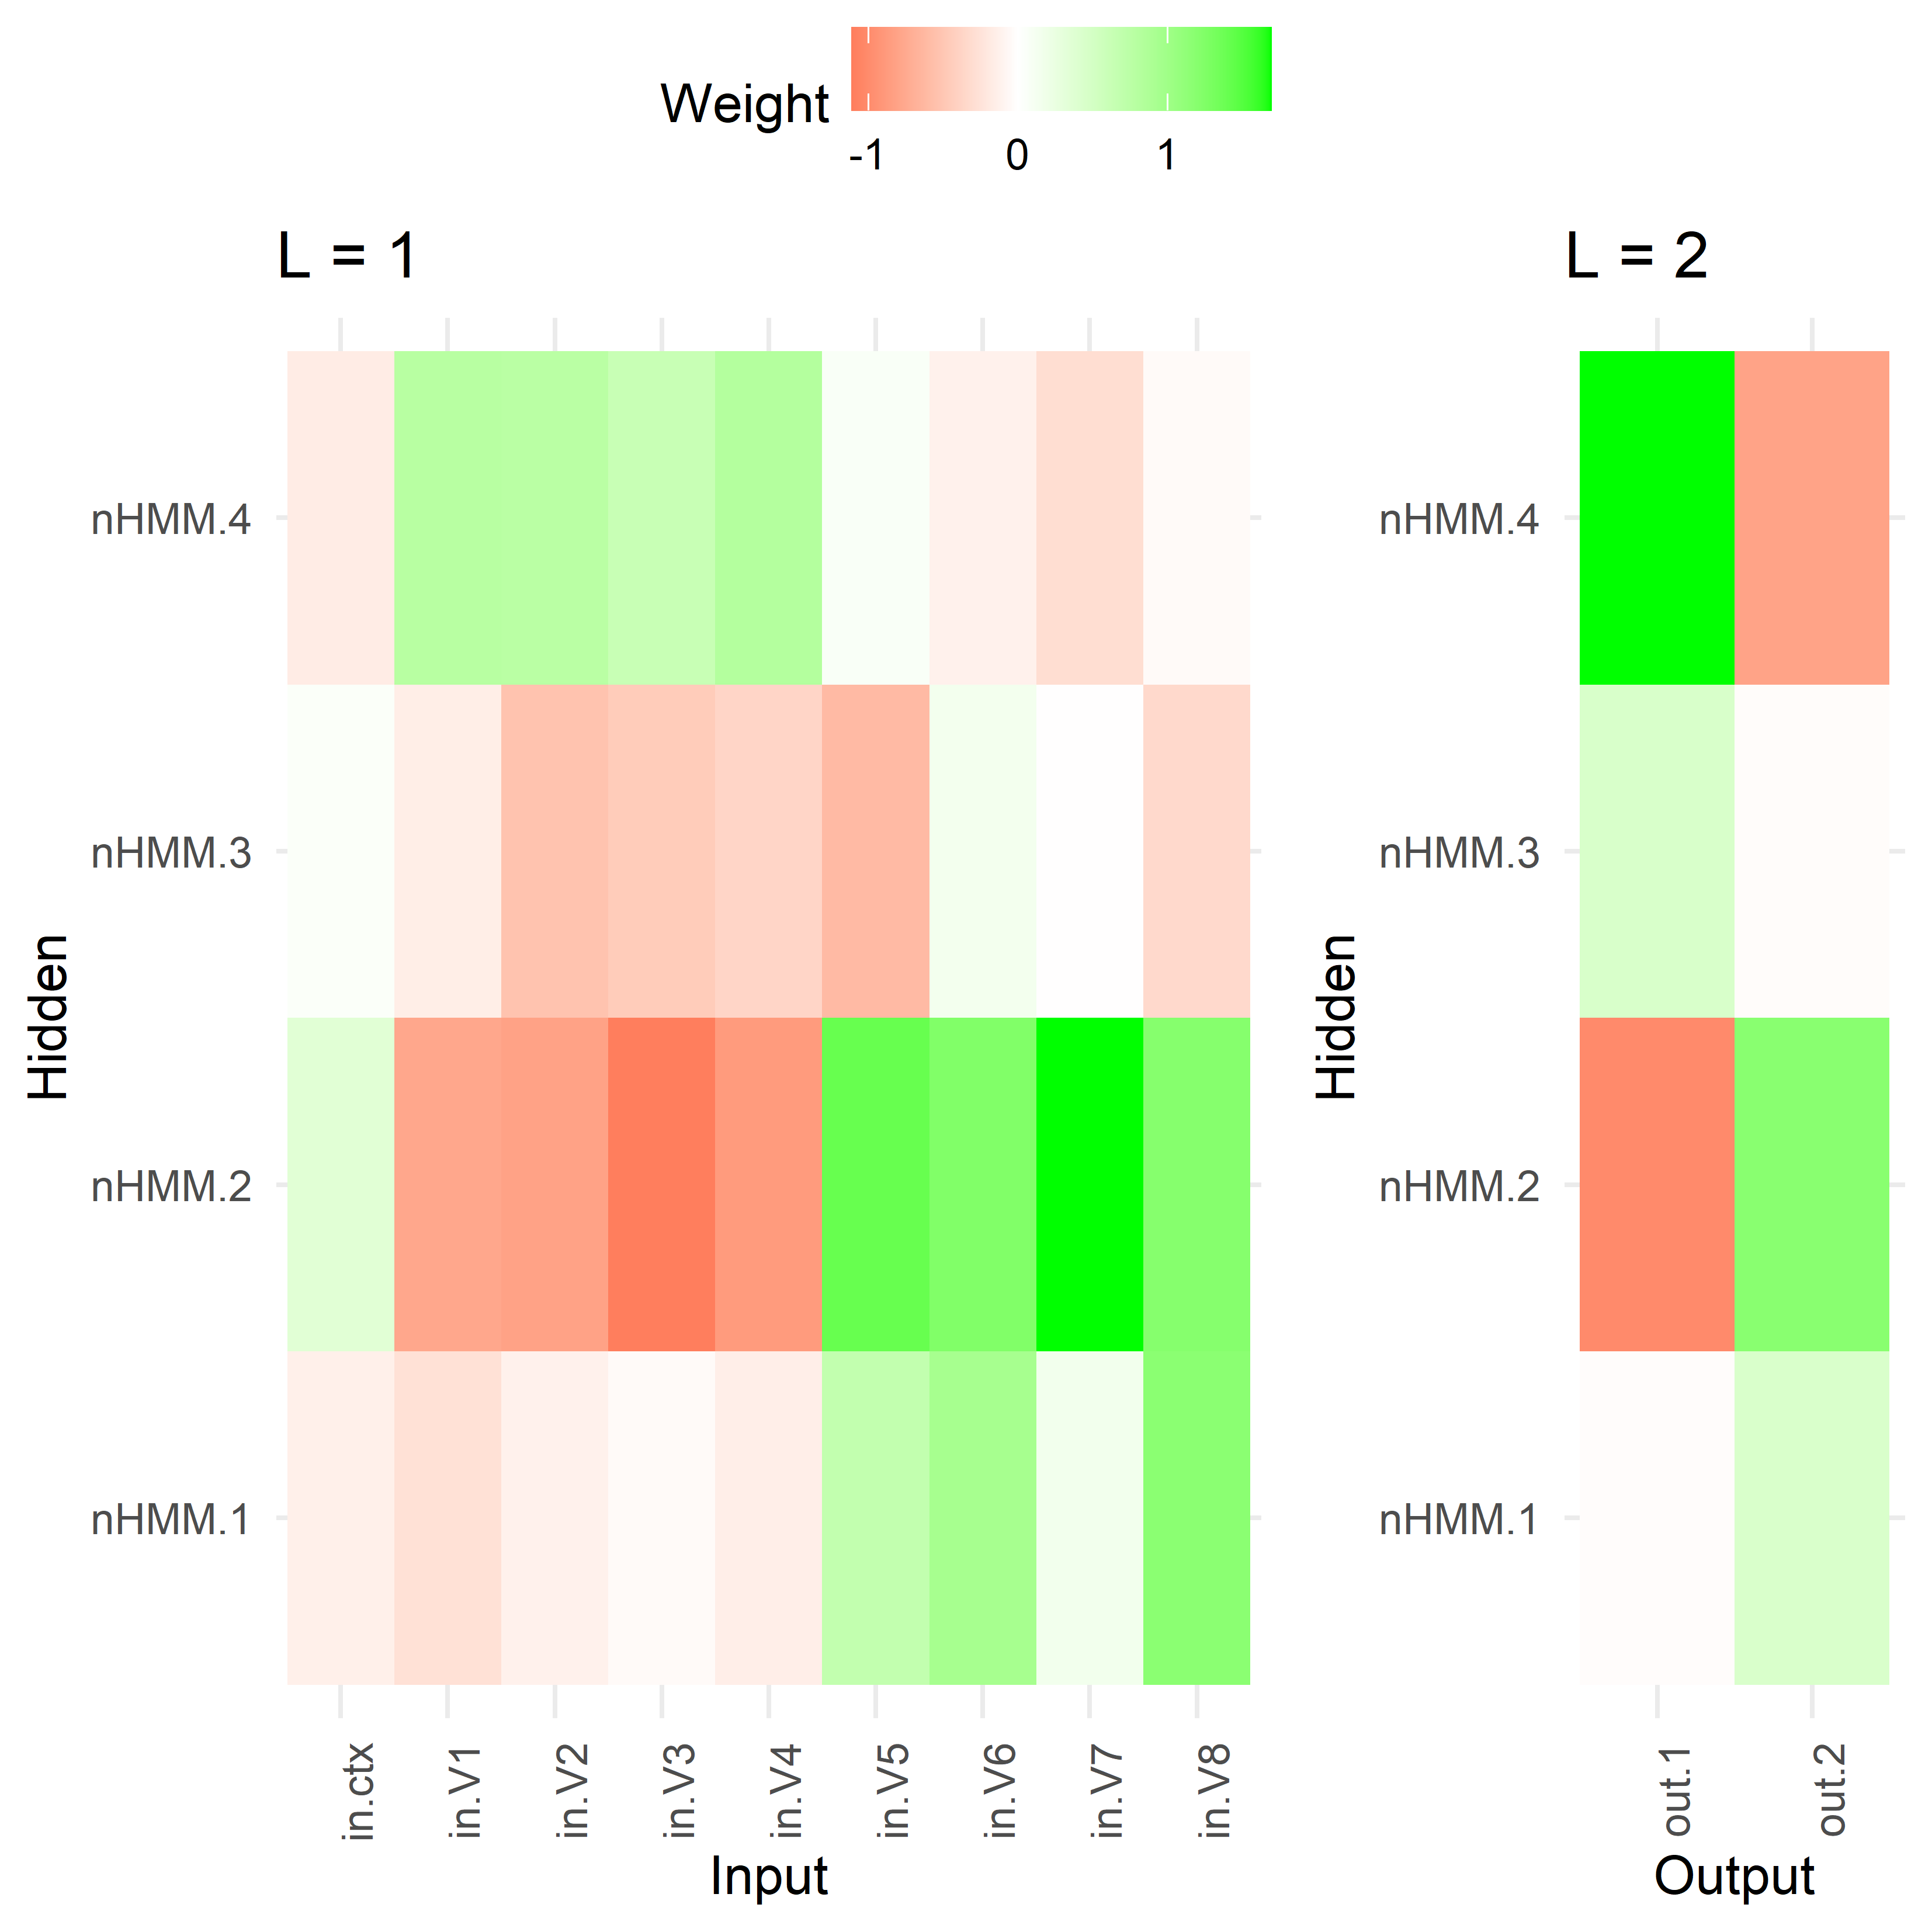 Weight
-1 0 1
L = 1
L = 2
nHMM.4
nHMM.3
nHMM.2
nHMM.1
Hidden
in.ctx
in.V1
in.V2
in.V3
in.V4
in.V5
in.V6
in.V7
in.V8
Input
nHMM.4
nHMM.3
nHMM.2
nHMM.1
Hidden
out.1
out.2
Output